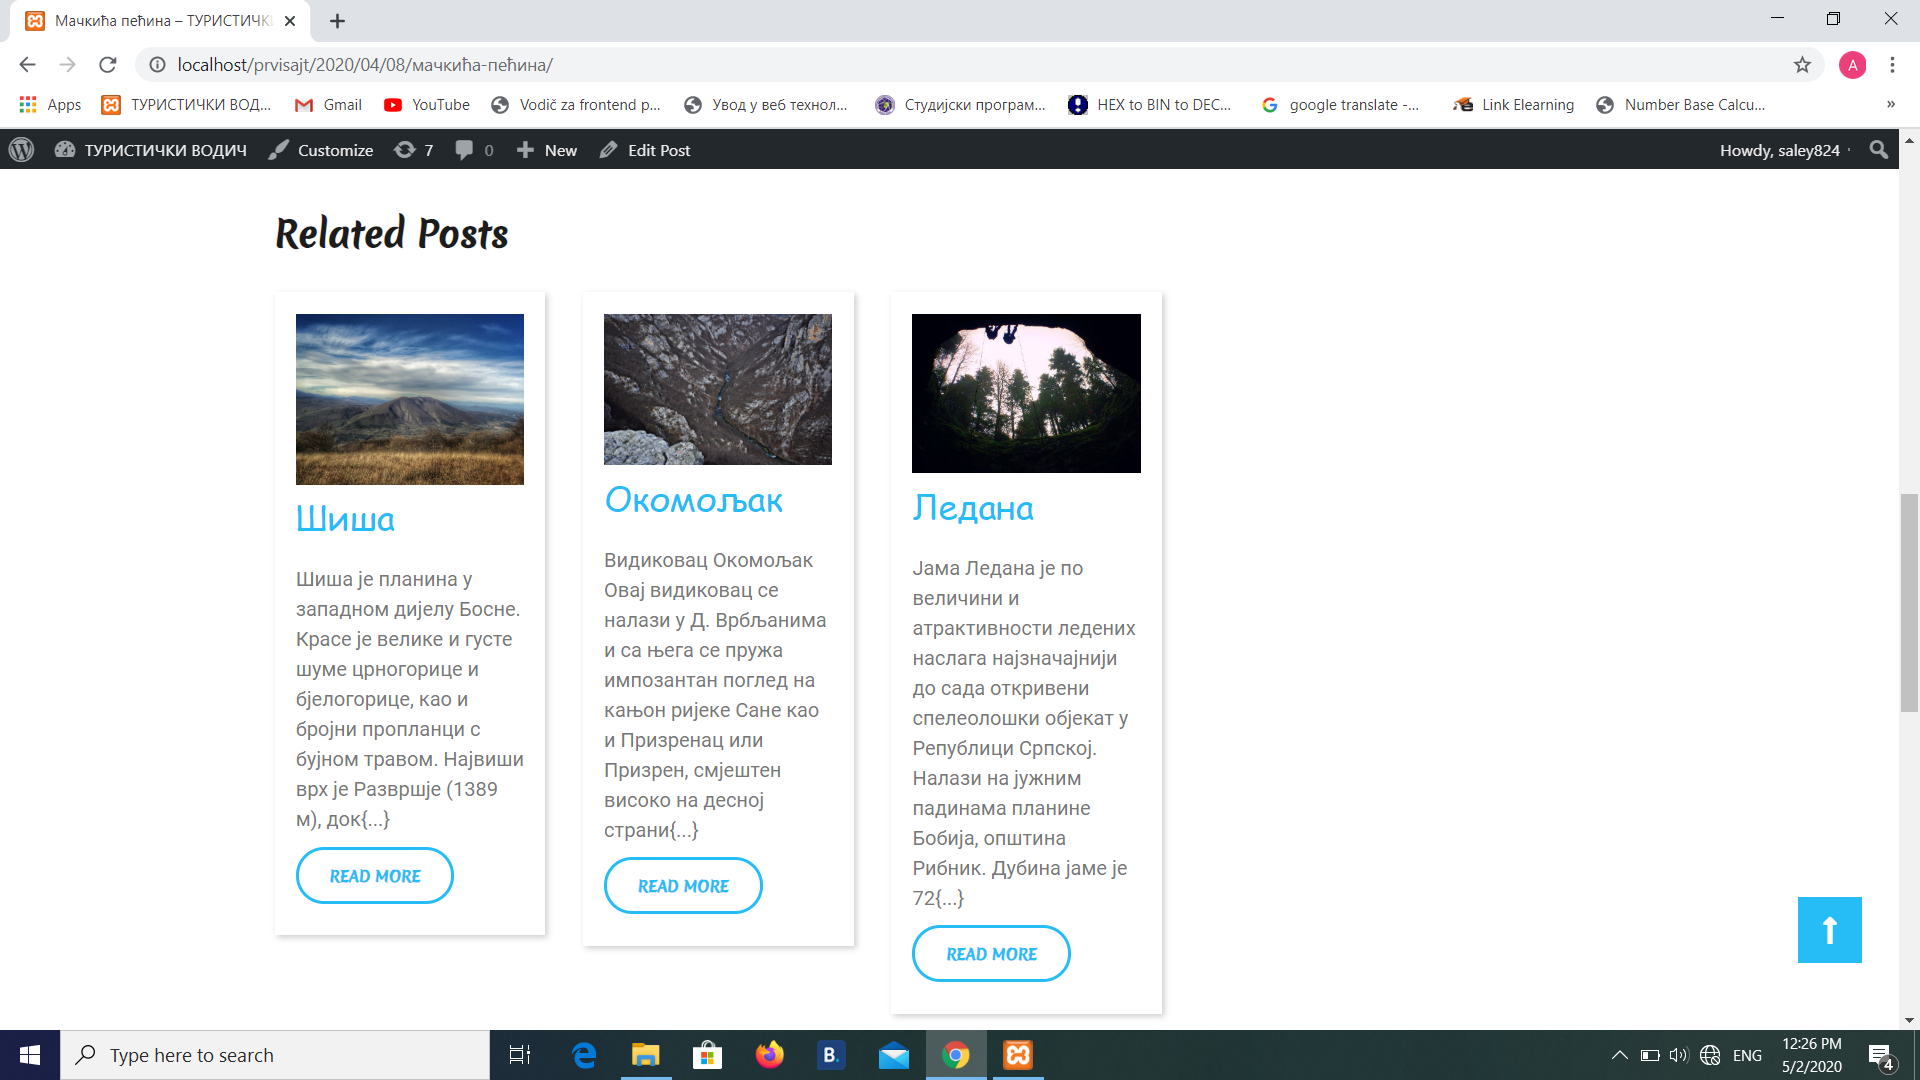 Мачкића пећина – ТУРИСТИЧКИ
localhost/prvisajt/2020/04/08/мачкића-пећина/
A
Apps
ТУРИСТИЧКИ ВОД...
Gmail
YouTube
Vodič za frontend p...
Увод у веб технол...
Студијски програм...
HEX to BIN to DEC...
google translate -...
Link Elearning
Number Base Calcu...
»
ТУРИСТИЧКИ ВОДИЧ
Customize
7
0
New
Edit Post
Howdy, saley824
Related Posts
Шиша
Шиша је планина у
западном дијелу Босне.
Красе је велике и густе
шуме црногорице и
бјелогорице, као и
бројни пропланци с
бујном травом. Највиши
врх је Развршје (1389
м), док{...}
READ MORE
Окомољак
Видиковац Окомољак
Овај видиковац се
налази у Д. Врбљанима
и са њега се пружа
импозантан поглед на
кањон ријеке Сане као
и Призренац или
Призрен, смјештен
високо на десној
страни{...}
READ MORE
Ледана
Јама Ледана је по
величини и
атрактивности ледених
наслага најзначајнији
до сада откривени
спелеолошки објекат у
Републици Српској.
Налази на јужним
падинама планине
Бобија, општина
Рибник. Дубина јаме је
72{...}
READ MORE
Type here to search
B.
ENG
12:26 PM
5/2/2020
4